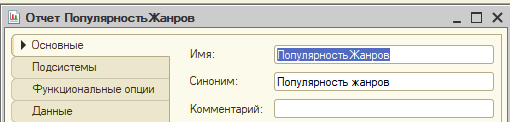 Отчет ПопулярностьЖанров
Основные
Подсистемы
Функциональные опции
Данные
Имя: ПопулярностьЖанров
Синоним: Популярность жанров
Комментарий: